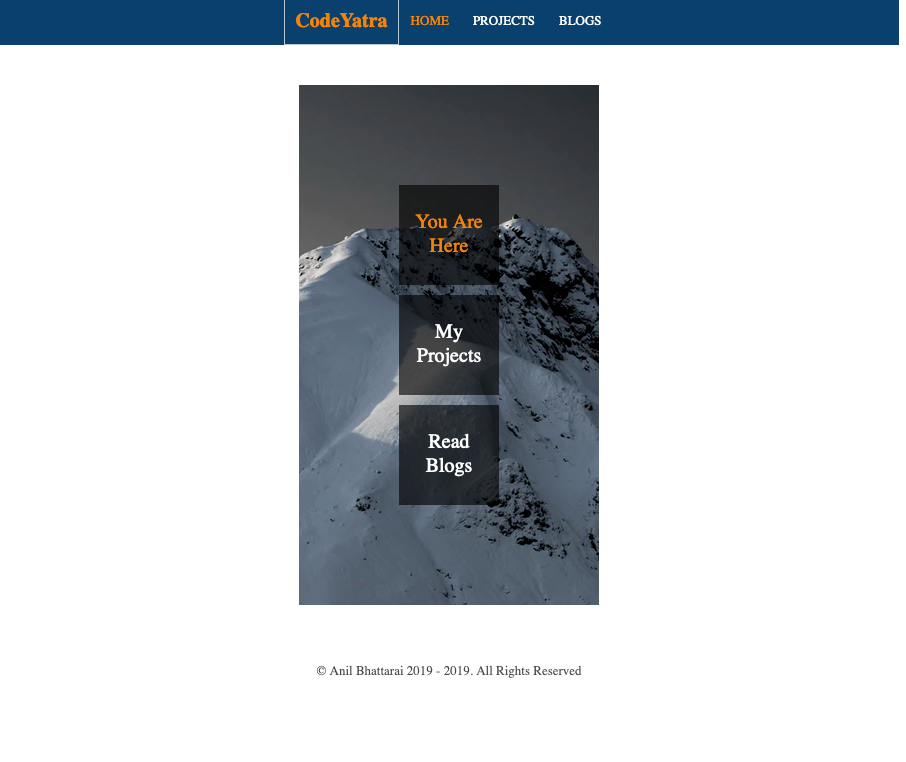 CodeYatra HOME PROJECTS BLOGS
You Are
Here
My
Projects
Read
Blogs
© Anil Bhattarai 2019 - 2019. All Rights Reserved